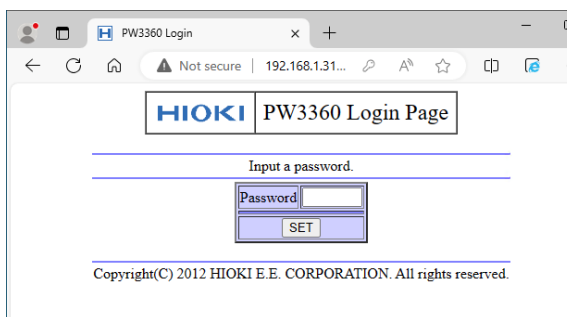 PW3360 Login
Not secure
192.168.1.31...
HIOKI
PW3360 Login Page
Input a password.
Password
SET
Copyright(C) 2012 HIOKI E.E. CORPORATION. All rights reserved.